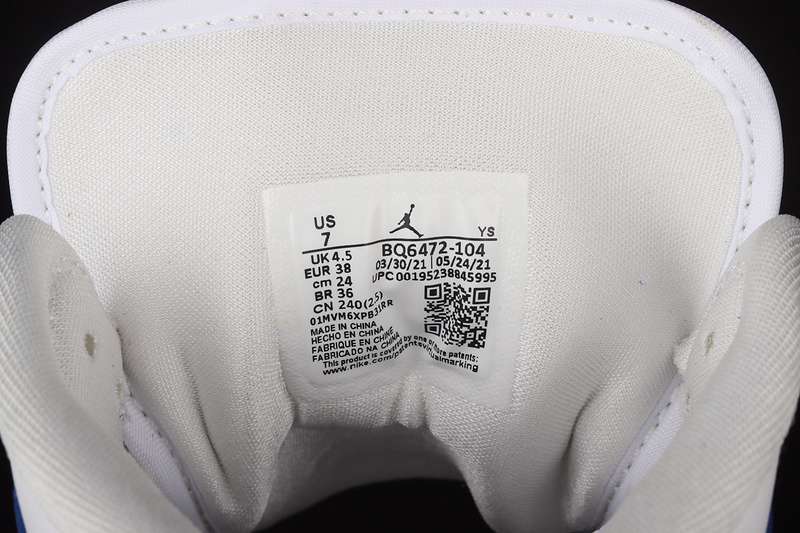 US
7
YS
UK 4.5
BQ6472-104
EUR 38
03/30/21 05/24/21
cm 24
UPC 00195238845995
BR 36
CN 240(2.5)
01MVM6XPB31RR
MADE IN CHINA
HECHO EN CHINA
FABRIQUE EN CHINE
FABRICADO NA CHINA
This product is covered by one or more patents:
www.nike.com/patentsvirtualmarking